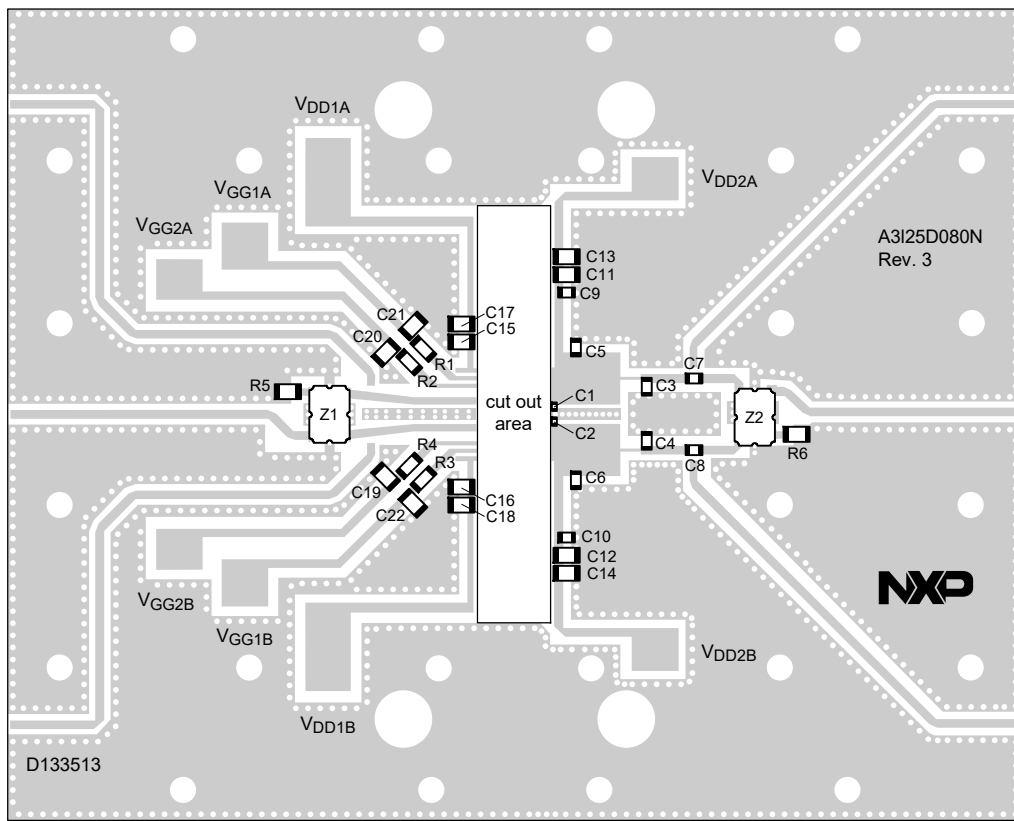 VDD1A
VDD2A
VGG1A
VGG2A
A3I25D080N
Rev. 3
C13
C11
C9
C21
C17
C20
C15
R1
C5
R2
C7
R5
C3
C1
Z1
cut out
area
Z2
C2
C4
R6
R4
C8
R3
C19
C6
C16
C22
C18
C10
C12
C14
NXP
VGG2B
VGG1B
VDD2B
VDD1B
D133513